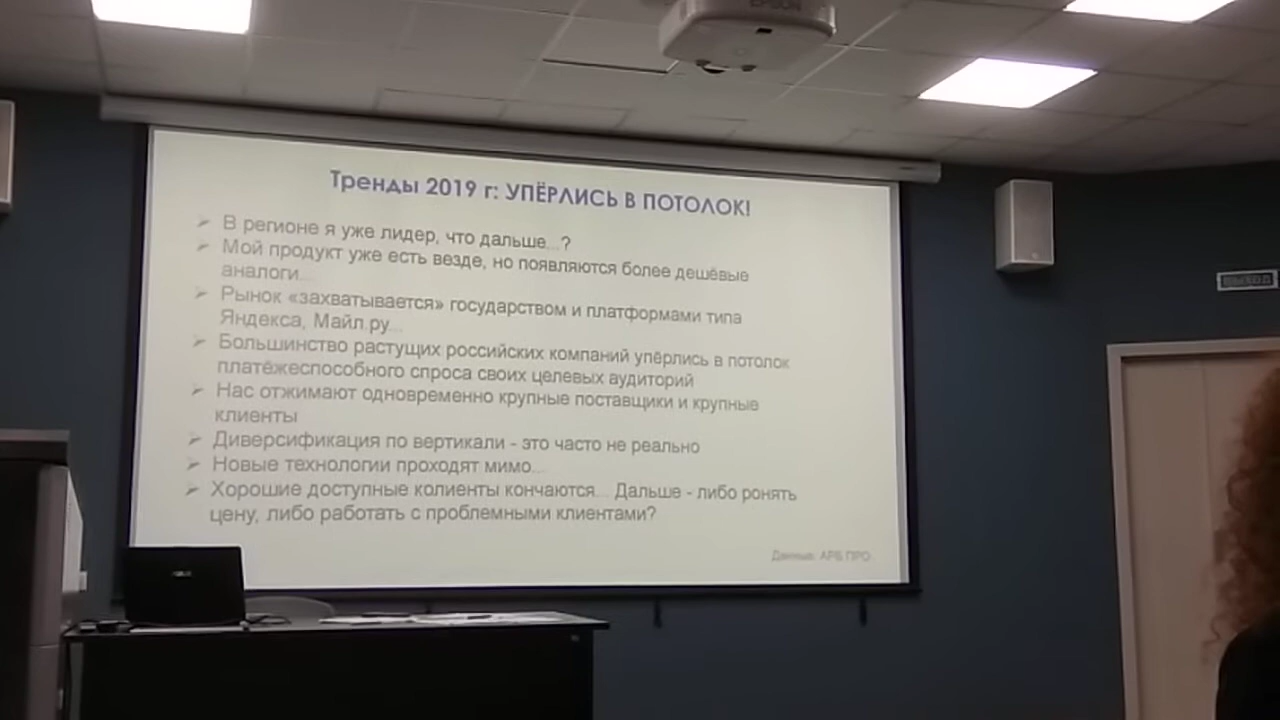 EPSON
Тренды 2019 г: УПЁРЛИСЬ В ПОТОЛОК!
➢ В регионе я уже лидер, что дальше...?
➢ Мой продукт уже есть везде, но появляются более дешёвые
аналоги...
➢ Рынок «захватывается» государством и платформами типа
Яндекса, Майл.ру...
➢ Большинство растущих российских компаний упёрлись в потолок
платёжеспособного спроса своих целевых аудиторий
➢ Нас отжимают одновременно крупные поставщики и крупные
клиенты
➢ Диверсификация по вертикали - это часто не реально
➢ Новые технологии проходят мимо...
➢ Хорошие доступные колиенты кончаются... Дальше - либо ронять
цену, либо работать с проблемными клиентами?
Данные: АРБ ПРО
ВЫХОД